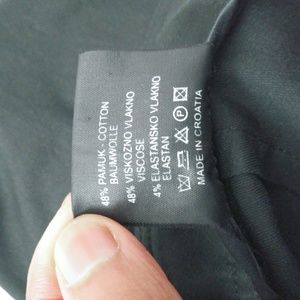 48% PAMUK - COTTON
BAUMWOLLE
48% VISKOZNO VLAKNO
VISCOSE
4% ELASTANSKO VLAKNO
ELASTAN
MADE IN CROATIA